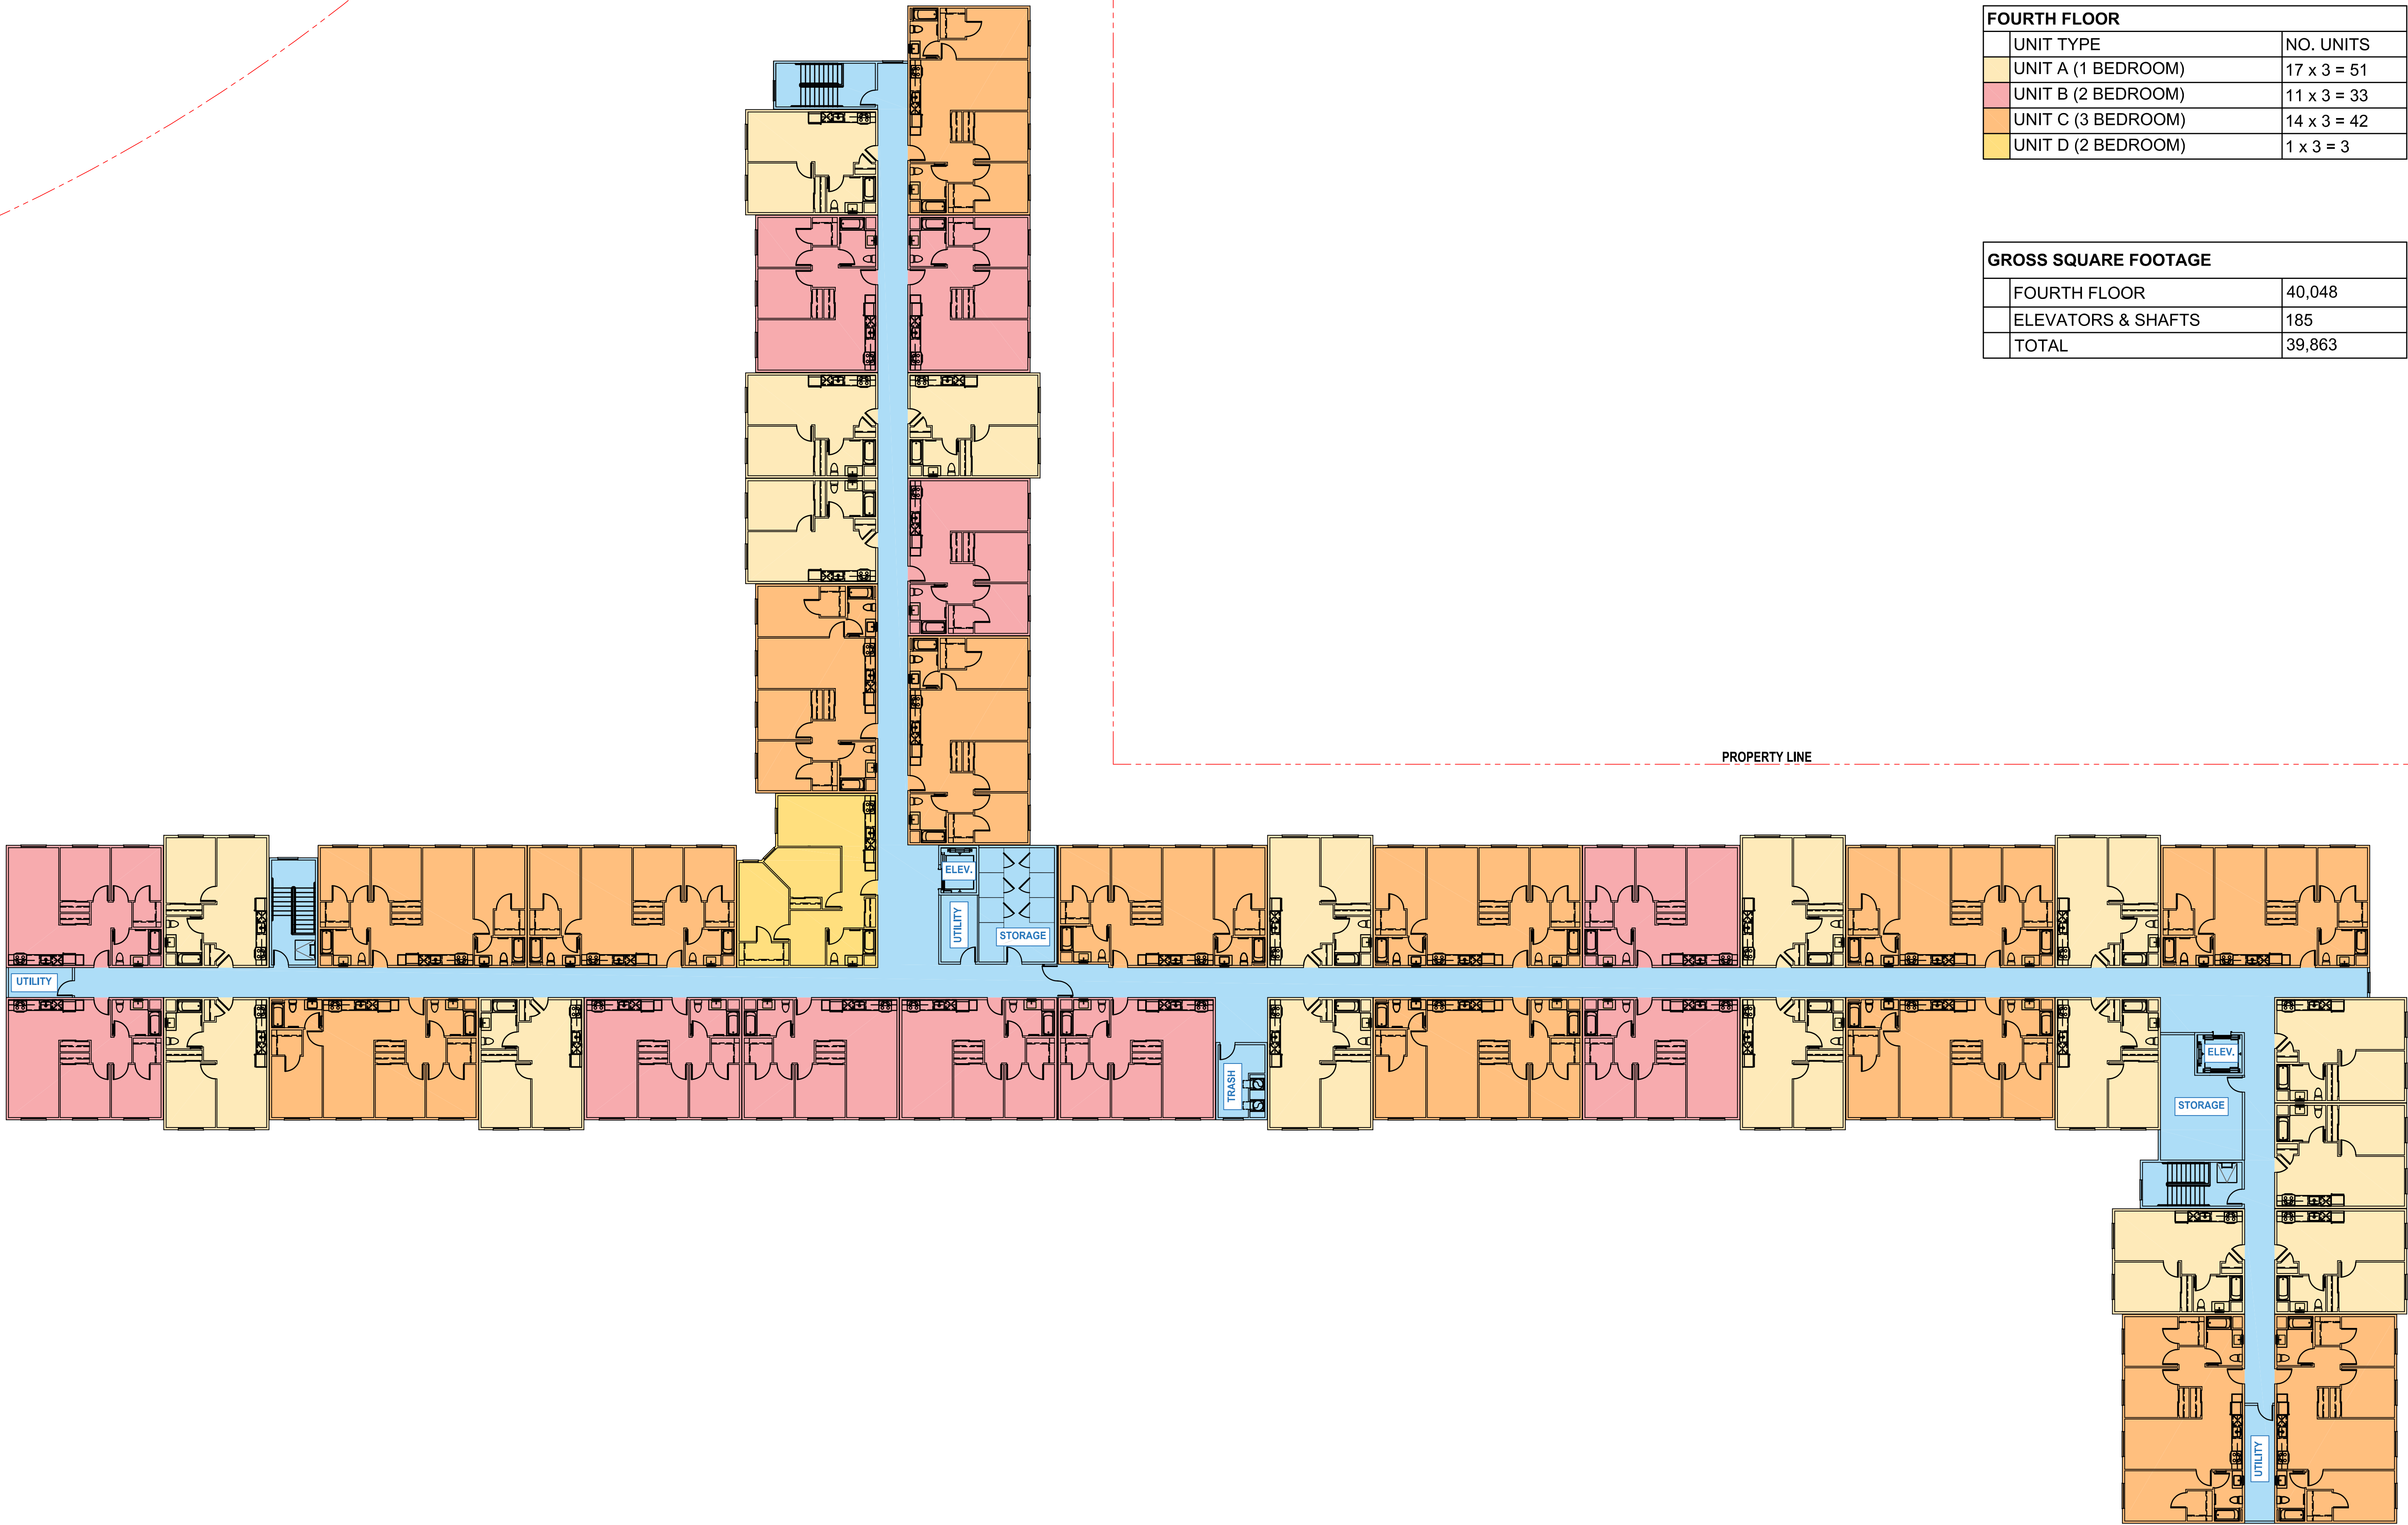 FOURTH FLOOR
UNIT TYPE NO. UNITS
UNIT A (1 BEDROOM) 17 x 3 = 51
UNIT B (2 BEDROOM) 11 x 3 = 33
UNIT C (3 BEDROOM) 14 x 3 = 42
UNIT D (2 BEDROOM) 1 x 3 = 3
GROSS SQUARE FOOTAGE
FOURTH FLOOR 40,048
ELEVATORS & SHAFTS 185
TOTAL 39,863
PROPERTY LINE
ELEV.
UTILITY
STORAGE
UTILITY
TRASH
ELEV.
STORAGE
UTILITY